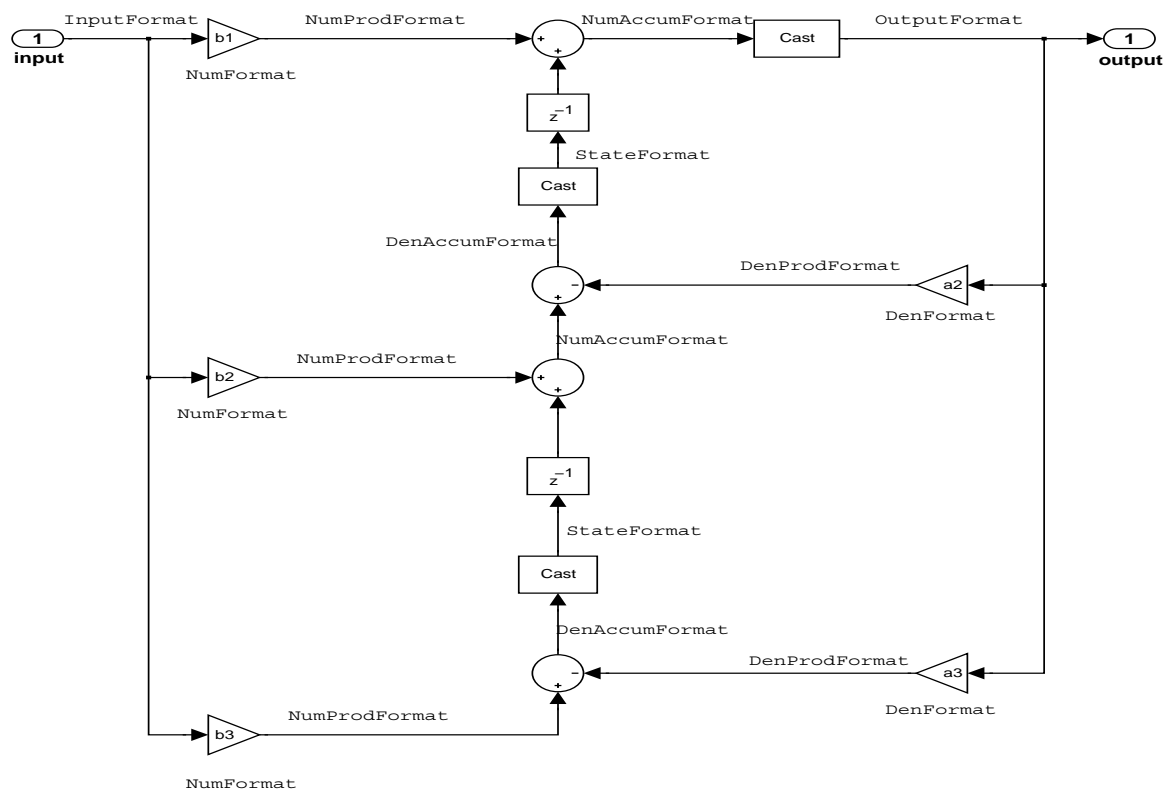 InputFormat
NumProdFormat
NumAccumFormat
OutputFormat
1
b1
+
+
Cast
1
input
output
NumFormat
z⁻¹
StateFormat
Cast
DenAccumFormat
DenProdFormat
−
+
a2
DenFormat
NumAccumFormat
NumProdFormat
b2
+
+
NumFormat
z⁻¹
StateFormat
Cast
DenAccumFormat
DenProdFormat
−
+
a3
DenFormat
NumProdFormat
b3
NumFormat